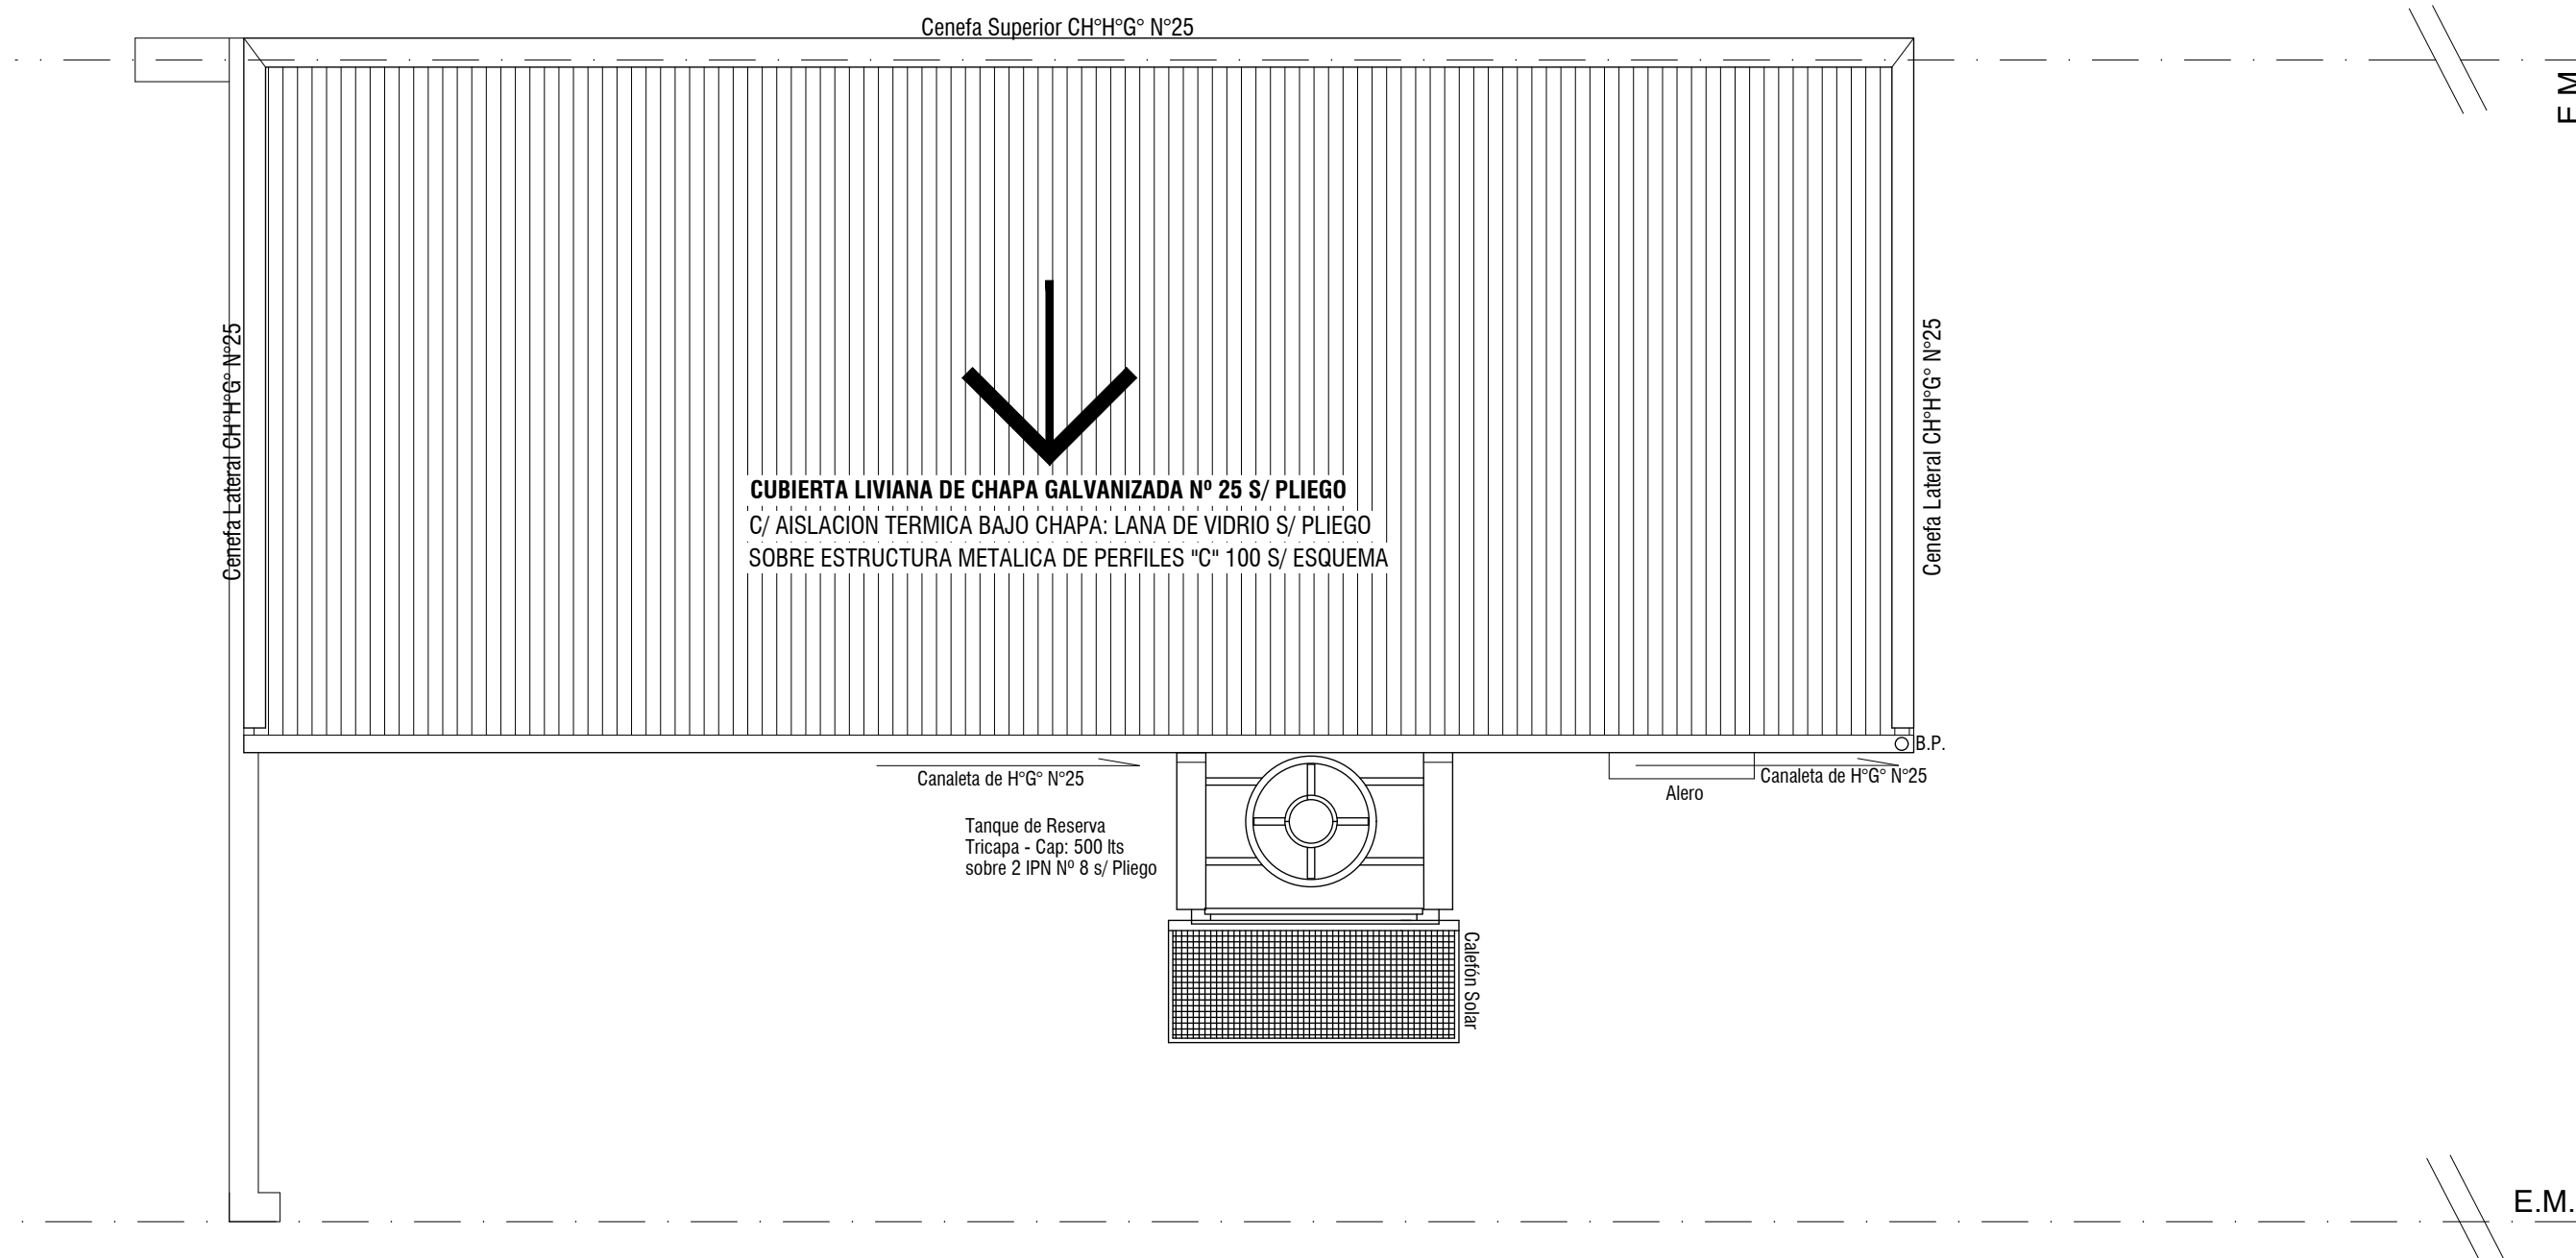 Cenefa Superior CH°H°G° N°25
E.M.
Cenefa Lateral CH°H°G° N°25
Cenefa Lateral CH°H°G° N°25
CUBIERTA LIVIANA DE CHAPA GALVANIZADA Nº 25 S/ PLIEGO
C/ AISLACION TERMICA BAJO CHAPA: LANA DE VIDRIO S/ PLIEGO
SOBRE ESTRUCTURA METALICA DE PERFILES "C" 100 S/ ESQUEMA
B.P.
Canaleta de H°G° N°25
Canaleta de H°G° N°25
Alero
Tanque de Reserva
Tricapa - Cap: 500 lts
sobre 2 IPN Nº 8 s/ Pliego
Calefón Solar
E.M.